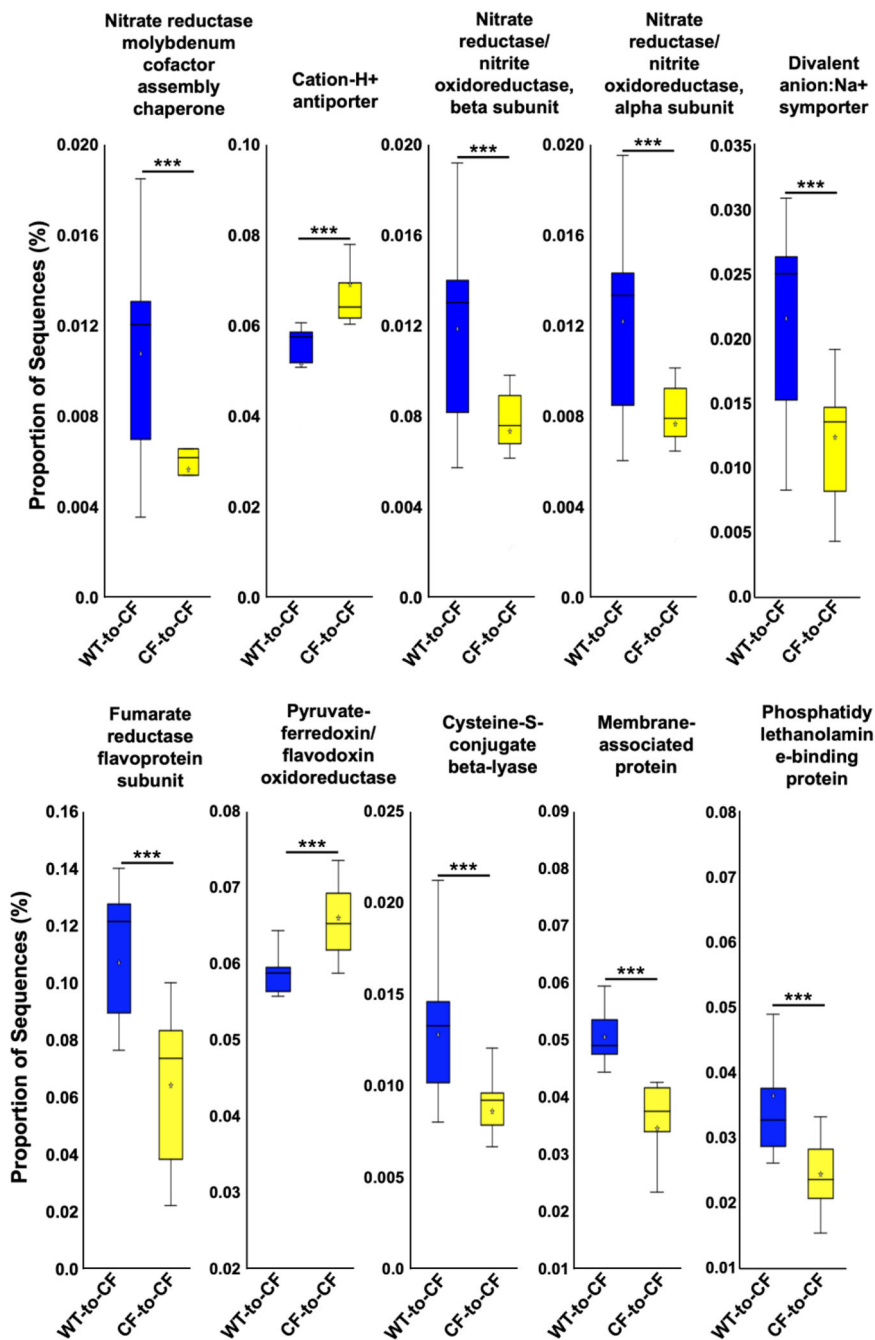 Nitrate reductase
molybdenum
cofactor
assembly
chaperone
Cation-H+
antiporter
Nitrate
reductase/
nitrite
oxidoreductase,
beta subunit
Nitrate
reductase/
nitrite
oxidoreductase,
alpha subunit
Divalent
anion:Na+
symporter
Proportion of Sequences (%)
0.020
0.016
0.012
0.008
0.004
0.0
***
WT-to-CF
CF-to-CF
0.10
0.08
0.06
0.04
0.02
0.0
***
WT-to-CF
CF-to-CF
0.020
0.016
0.012
0.08
0.004
0.0
***
WT-to-CF
CF-to-CF
0.020
0.016
0.012
0.008
0.004
0.0
***
WT-to-CF
CF-to-CF
0.035
0.030
0.025
0.020
0.015
0.010
0.005
0.0
***
WT-to-CF
CF-to-CF
Fumarate
reductase
flavoprotein
subunit
Pyruvate-
ferredoxin/
flavodoxin
oxidoreductase
Cysteine-S-
conjugate
beta-lyase
Membrane-
associated
protein
Phosphatidy
lethanolamin
e-binding
protein
Proportion of Sequences (%)
0.16
0.14
0.12
0.10
0.08
0.06
0.04
0.02
0.0
***
WT-to-CF
CF-to-CF
0.08
0.07
0.06
0.05
0.04
0.03
0.02
***
WT-to-CF
CF-to-CF
0.025
0.020
0.015
0.010
0.005
0.0
***
WT-to-CF
CF-to-CF
0.09
0.08
0.07
0.06
0.05
0.04
0.03
0.02
0.01
***
WT-to-CF
CF-to-CF
0.08
0.07
0.06
0.05
0.04
0.03
0.02
0.01
***
WT-to-CF
CF-to-CF